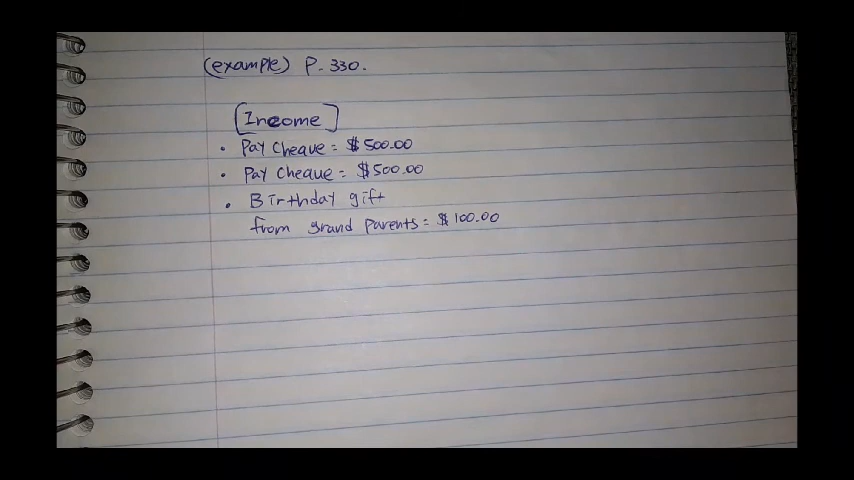 (example) P. 330.
[Income]
• Pay Cheque = $500.00
• Pay Cheque = $500.00
• Birthday gift
from grand parents = $100.00